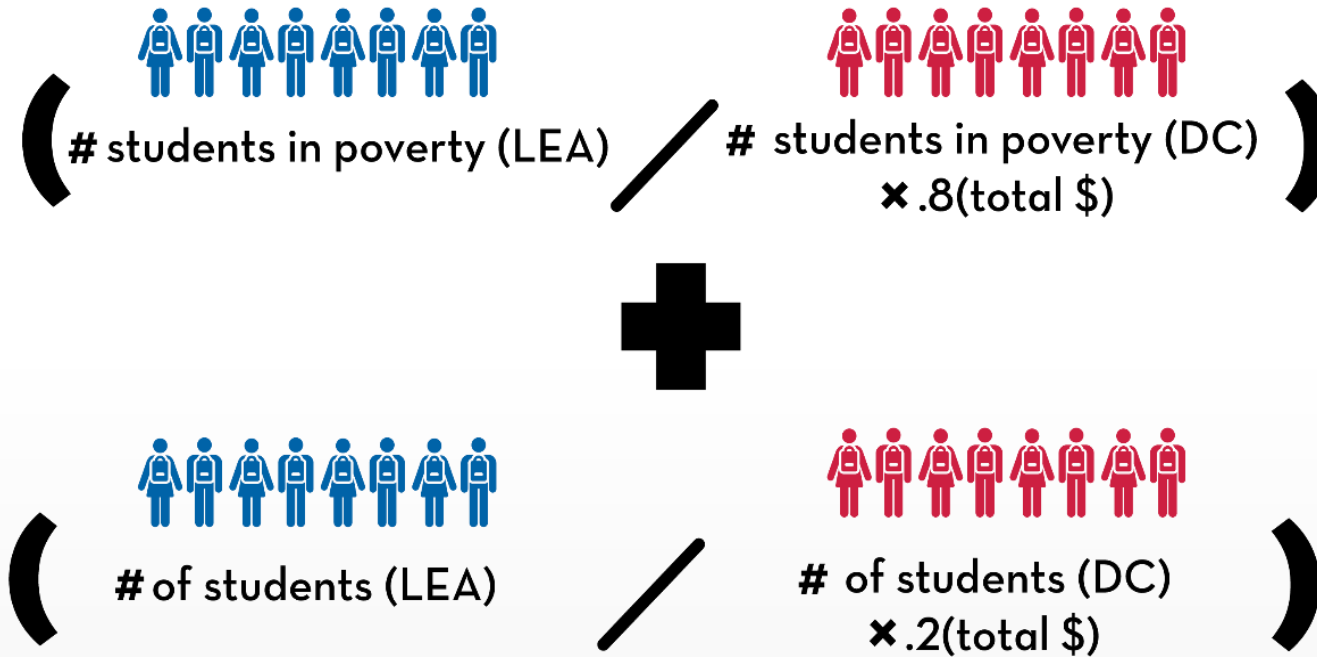 ( # students in poverty (LEA) / # students in poverty (DC)
× .8(total $) )
+
( # of students (LEA) / # of students (DC)
× .2(total $) )